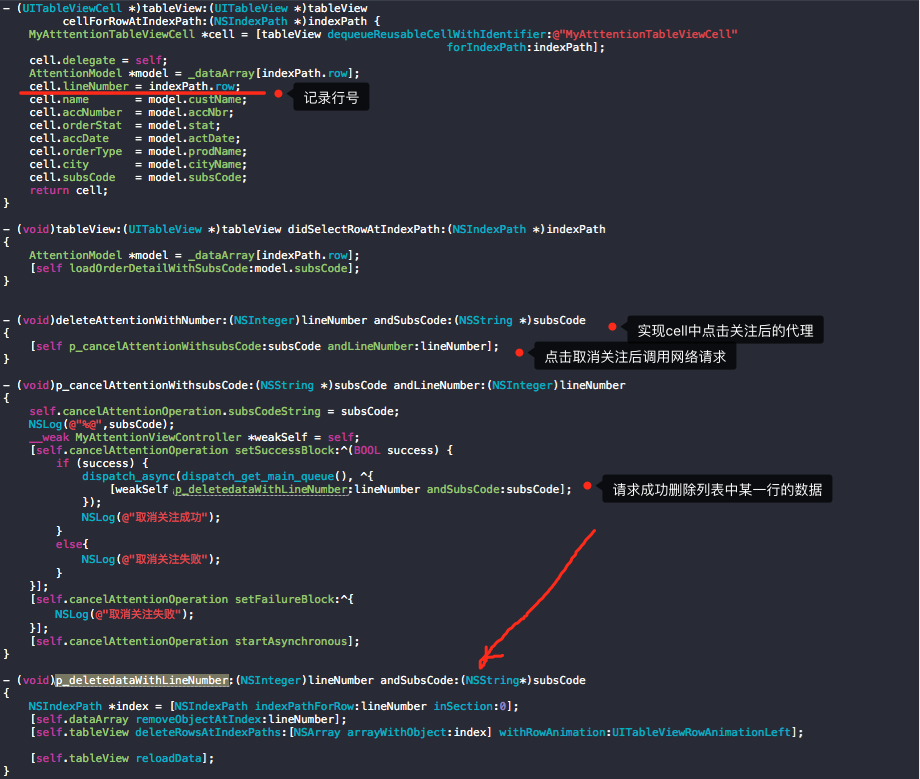 - (UITableViewCell *)tableView:(UITableView *)tableView
cellForRowAtIndexPath:(NSIndexPath *)indexPath {
MyAtttentionTableViewCell *cell = [tableView dequeueReusableCellWithIdentifier:@"MyAtttentionTableViewCell"
forIndexPath:indexPath];
cell.delegate = self;
AttentionModel *model = _dataArray[indexPath.row];
cell.lineNumber = indexPath.row;
记录行号
cell.name = model.custName;
cell.accNumber = model.accNbr;
cell.orderStat = model.stat;
cell.accDate = model.actDate;
cell.orderType = model.prodName;
cell.city = model.cityName;
cell.subsCode = model.subsCode;
return cell;
}
- (void)tableView:(UITableView *)tableView didSelectRowAtIndexPath:(NSIndexPath *)indexPath
{
AttentionModel *model = _dataArray[indexPath.row];
[self loadOrderDetailWithSubsCode:model.subsCode];
}
- (void)deleteAttentionWithNumber:(NSInteger)lineNumber andSubsCode:(NSString *)subsCode
实现cell中点击关注后的代理
{
[self p_cancelAttentionWithsubsCode:subsCode andLineNumber:lineNumber];
点击取消关注后调用网络请求
}
- (void)p_cancelAttentionWithsubsCode:(NSString *)subsCode andLineNumber:(NSInteger)lineNumber
{
self.cancelAttentionOperation.subsCodeString = subsCode;
NSLog(@"%@",subsCode);
__weak MyAttentionViewController *weakSelf = self;
[self.cancelAttentionOperation setSuccessBlock:^(BOOL success) {
if (success) {
dispatch_async(dispatch_get_main_queue(), ^{
[weakSelf p_deletedataWithLineNumber:lineNumber andSubsCode:subsCode];
请求成功删除列表中某一行的数据
});
NSLog(@"取消关注成功");
}
else{
NSLog(@"取消关注失败");
}
}];
[self.cancelAttentionOperation setFailureBlock:^{
NSLog(@"取消关注失败");
}];
[self.cancelAttentionOperation startAsynchronous];
}
- (void)p_deletedataWithLineNumber:(NSInteger)lineNumber andSubsCode:(NSString*)subsCode
{
NSIndexPath *index = [NSIndexPath indexPathForRow:lineNumber inSection:0];
[self.dataArray removeObjectAtIndex:lineNumber];
[self.tableView deleteRowsAtIndexPaths:[NSArray arrayWithObject:index] withRowAnimation:UITableViewRowAnimationLeft];
[self.tableView reloadData];
}